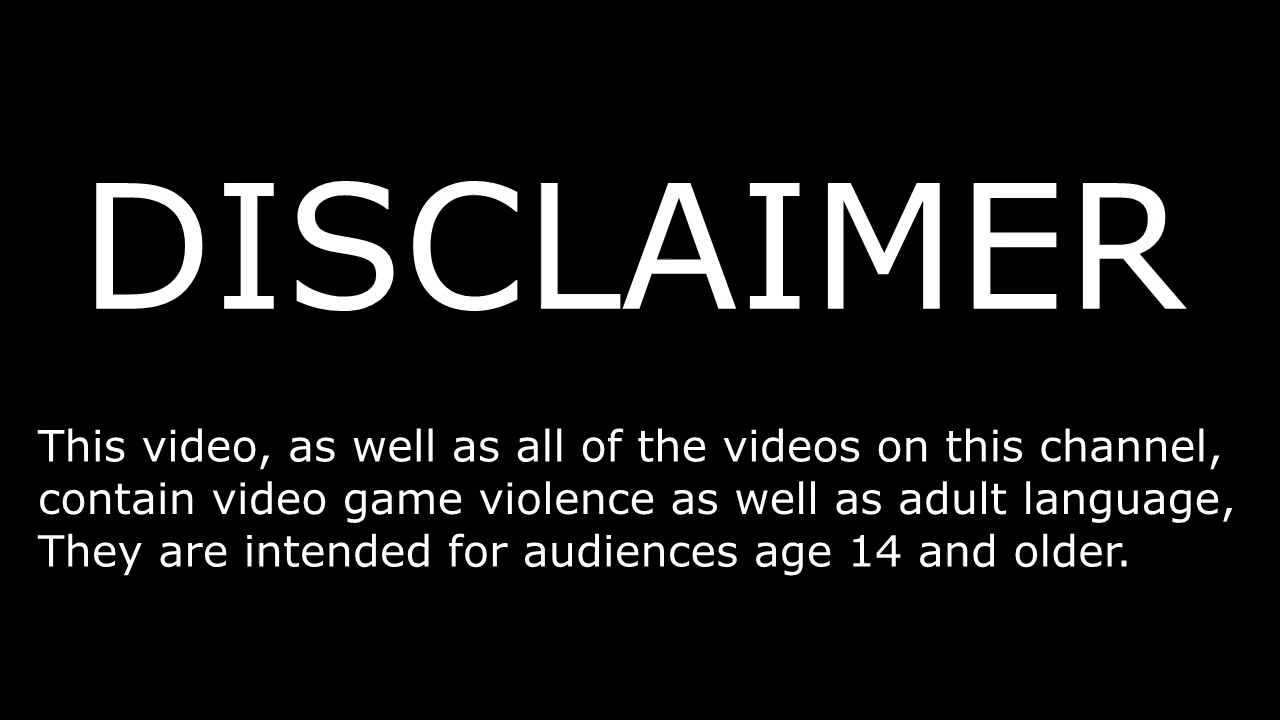 DISCLAIMER
This video, as well as all of the videos on this channel,
contain video game violence as well as adult language,
They are intended for audiences age 14 and older.